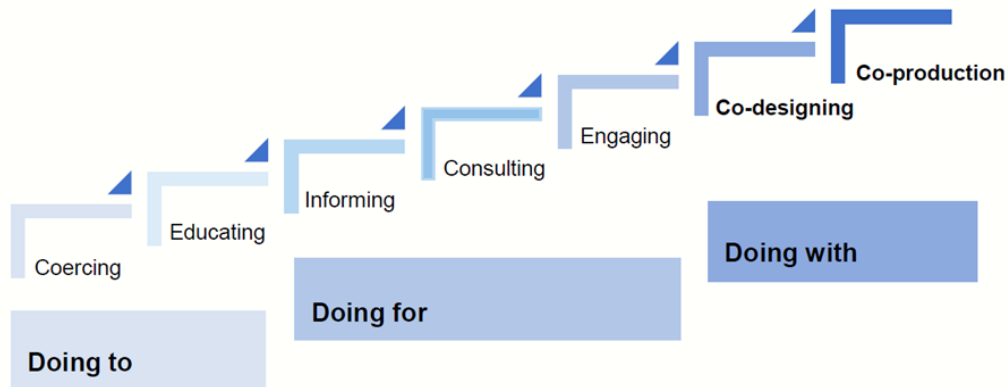 Coercing
Educating
Informing
Consulting
Engaging
Co-designing
Co-production
Doing to
Doing for
Doing with